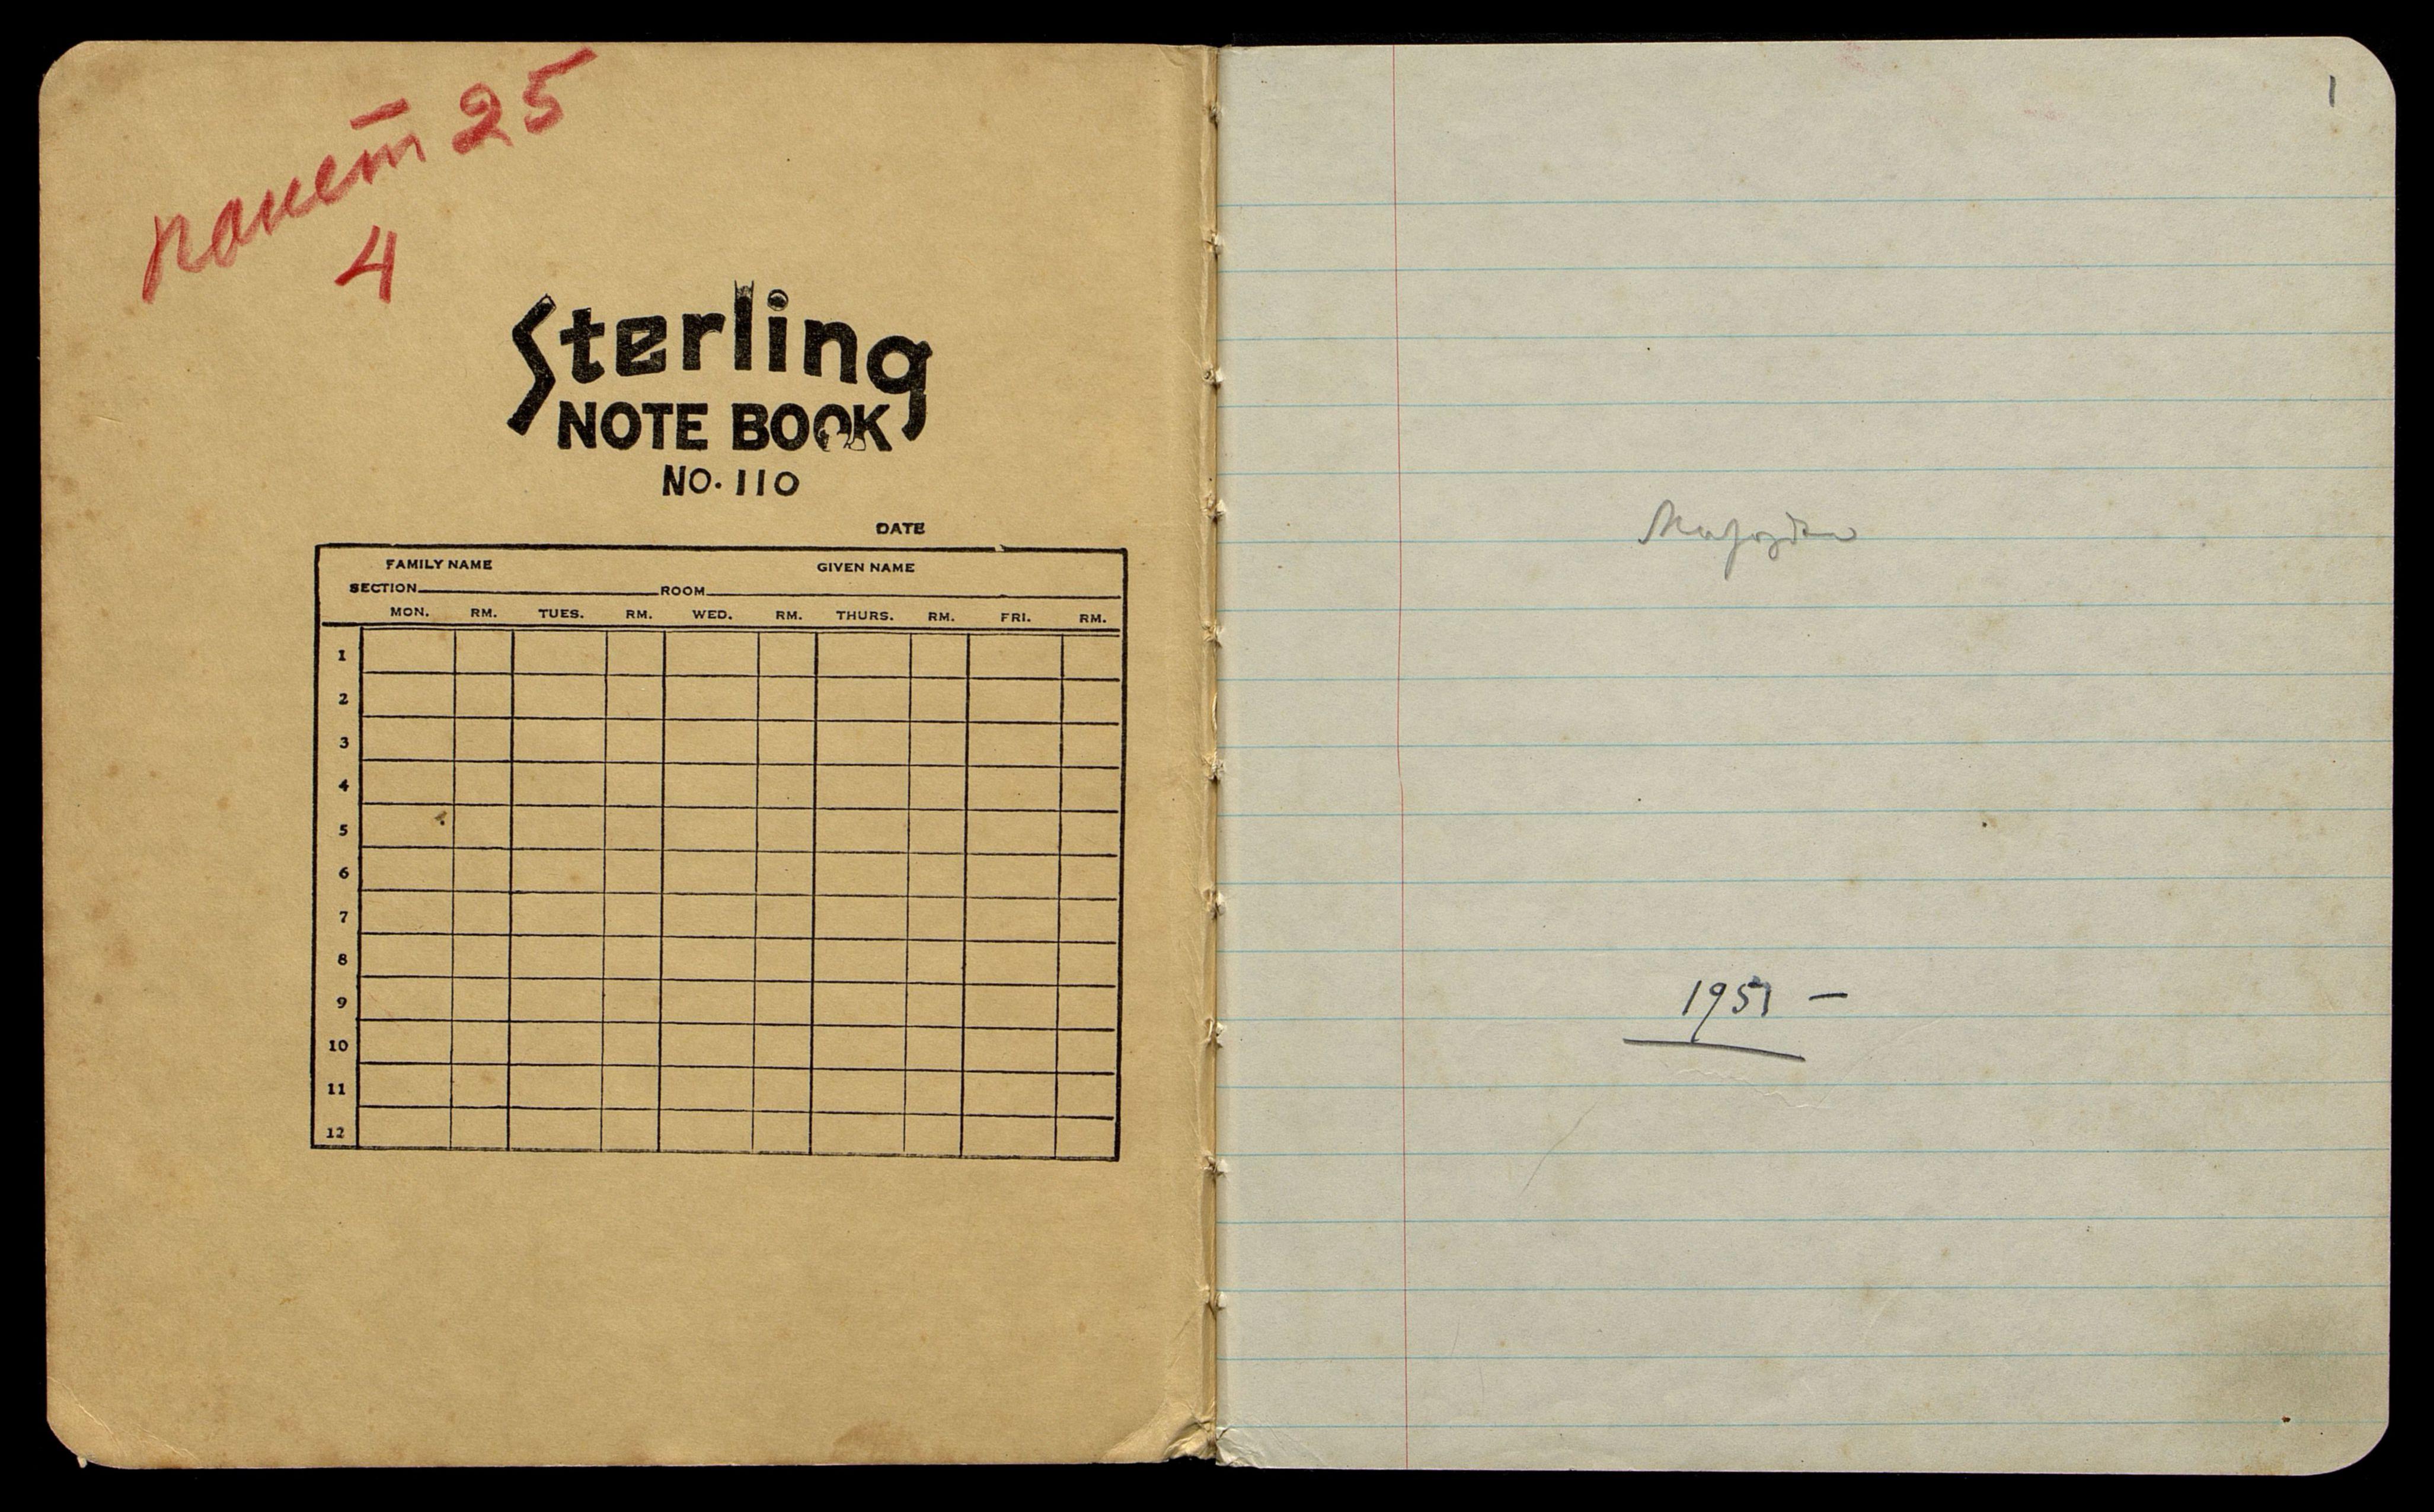 пакет 25
4
Sterling
NOTE BOOK
NO. 110
DATE
FAMILY NAME GIVEN NAME
SECTION ROOM
MON. RM. TUES. RM. WED. RM. THURS. RM. FRI. RM.
1
2
3
4
5
6
7
8
9
10
11
12
1
1951 –